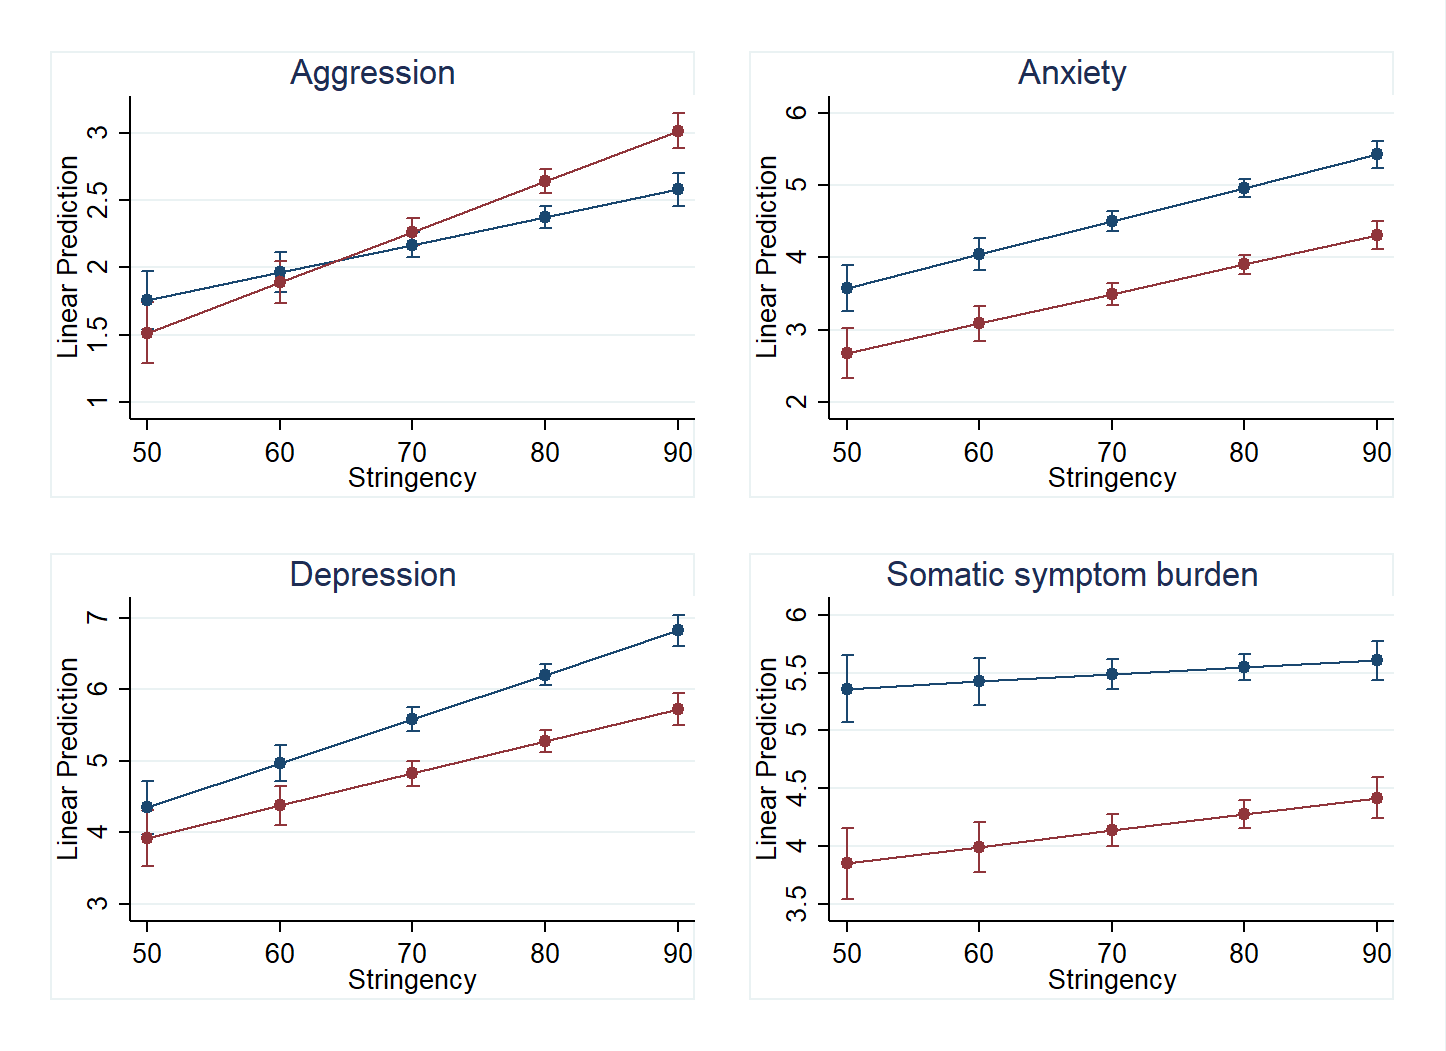 Aggression
Linear Prediction
3
2.5
2
1.5
1
50 60 70 80 90
Stringency
Anxiety
Linear Prediction
6
5
4
3
2
50 60 70 80 90
Stringency
Depression
Linear Prediction
7
6
5
4
3
50 60 70 80 90
Stringency
Somatic symptom burden
Linear Prediction
6
5.5
5
4.5
4
3.5
50 60 70 80 90
Stringency